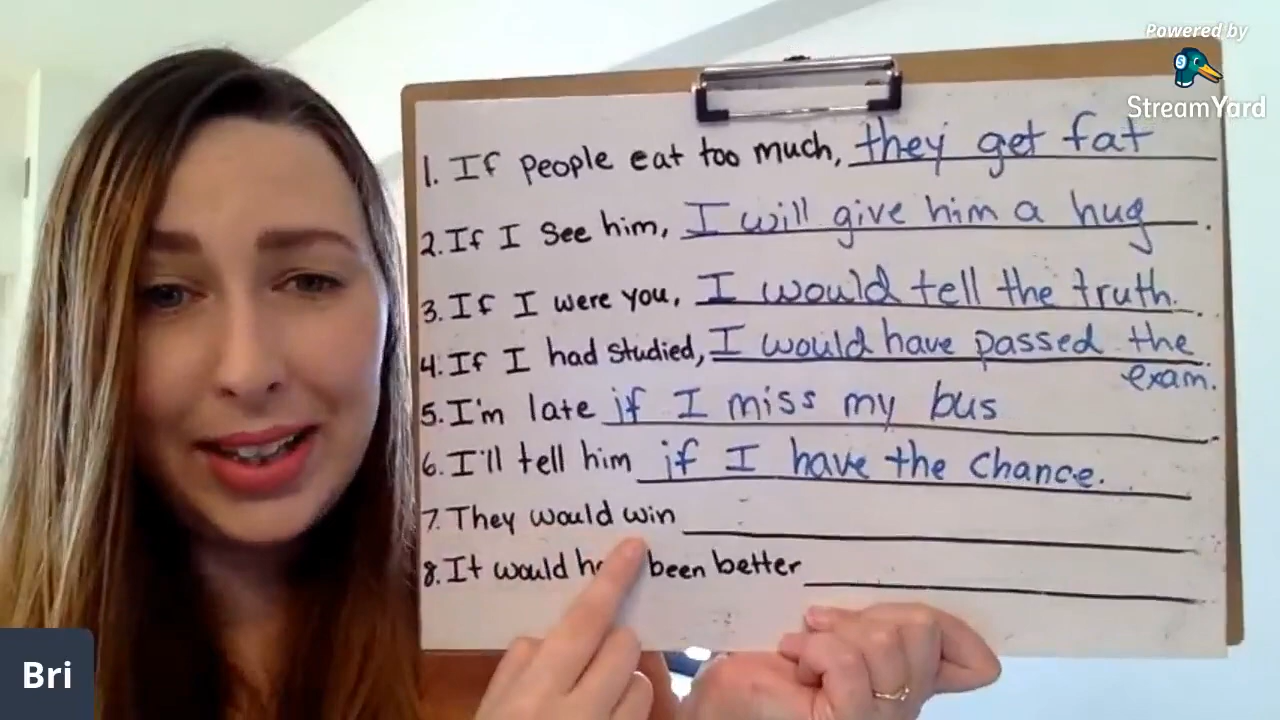 Powered by
StreamYard
1. If people eat too much, they get fat
2. If I see him, I will give him a hug.
3. If I were you, I would tell the truth.
4. If I had studied, I would have passed the
exam.
5. I'm late if I miss my bus
6. I'll tell him if I have the chance.
7. They would win
8. It would been better
Bri